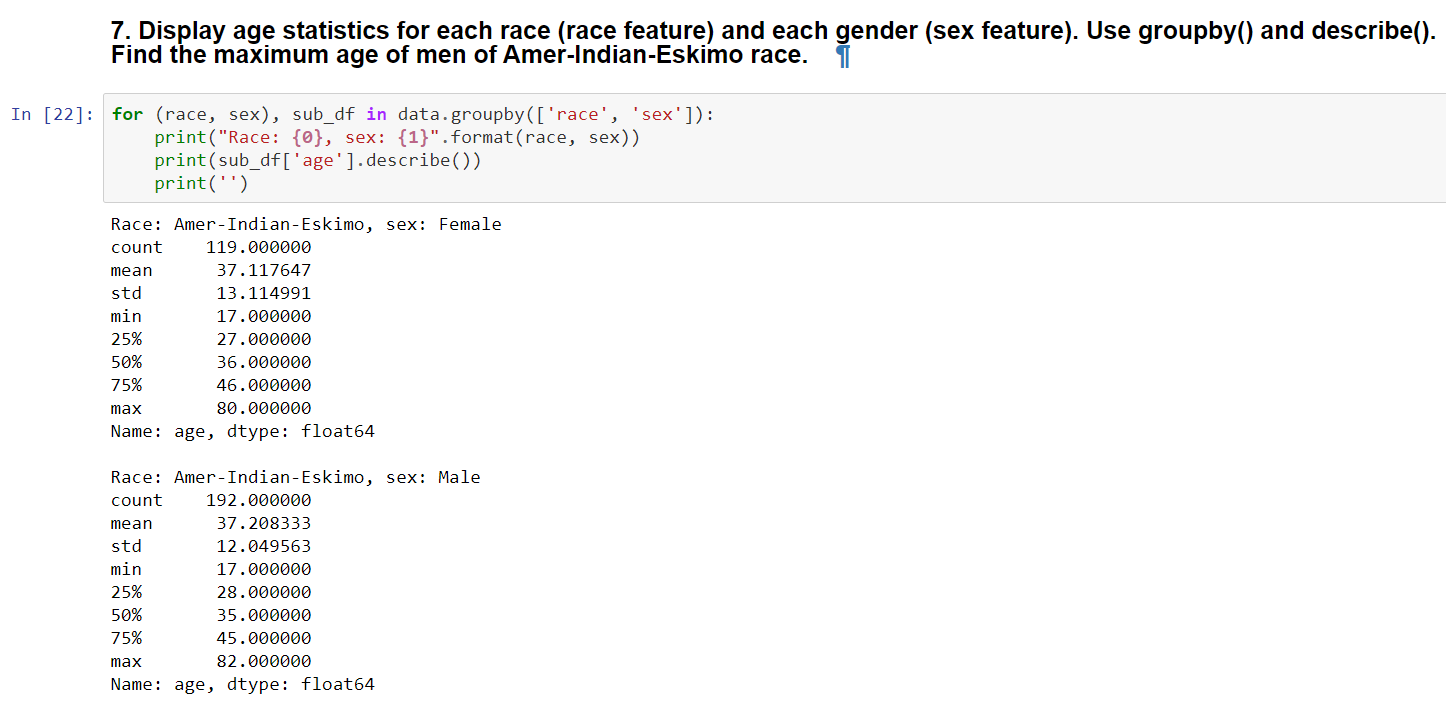 7. Display age statistics for each race (race feature) and each gender (sex feature). Use groupby() and describe().
Find the maximum age of men of Amer-Indian-Eskimo race. ¶
In [22]: for (race, sex), sub_df in data.groupby(['race', 'sex']):
    print("Race: {0}, sex: {1}".format(race, sex))
    print(sub_df['age'].describe())
    print('')
Race: Amer-Indian-Eskimo, sex: Female
count    119.000000
mean      37.117647
std       13.114991
min       17.000000
25%       27.000000
50%       36.000000
75%       46.000000
max       80.000000
Name: age, dtype: float64
Race: Amer-Indian-Eskimo, sex: Male
count    192.000000
mean      37.208333
std       12.049563
min       17.000000
25%       28.000000
50%       35.000000
75%       45.000000
max       82.000000
Name: age, dtype: float64